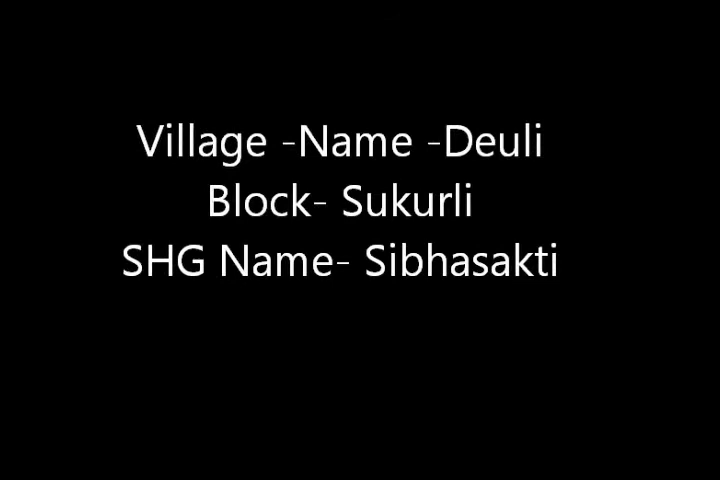 Village -Name -Deuli
Block- Sukurli
SHG Name- Sibhasakti